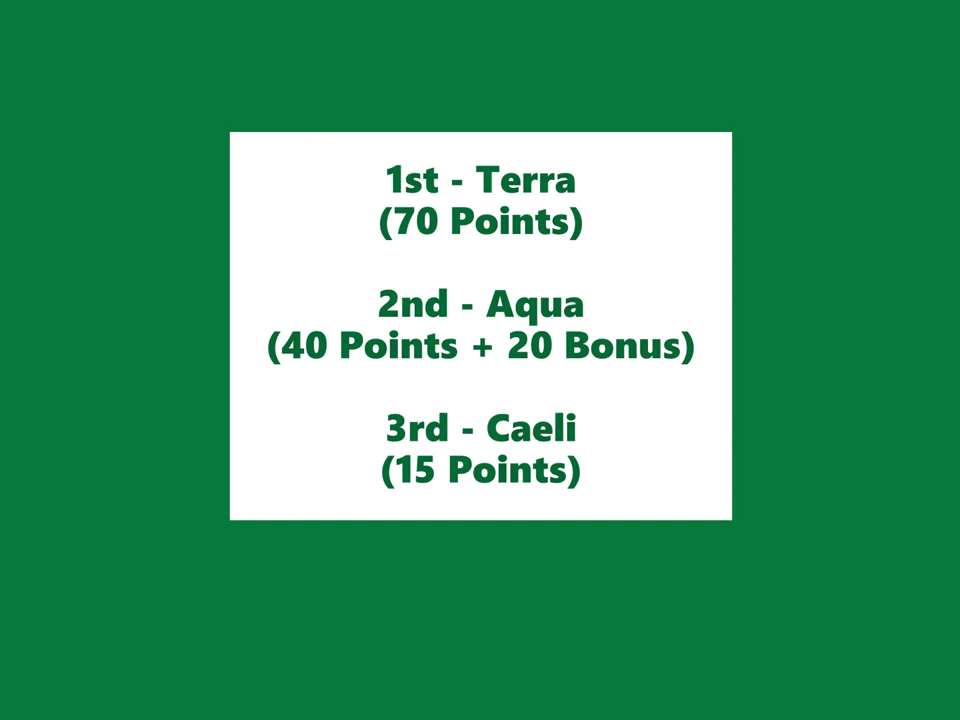 1st - Terra
(70 Points)
2nd - Aqua
(40 Points + 20 Bonus)
3rd - Caeli
(15 Points)